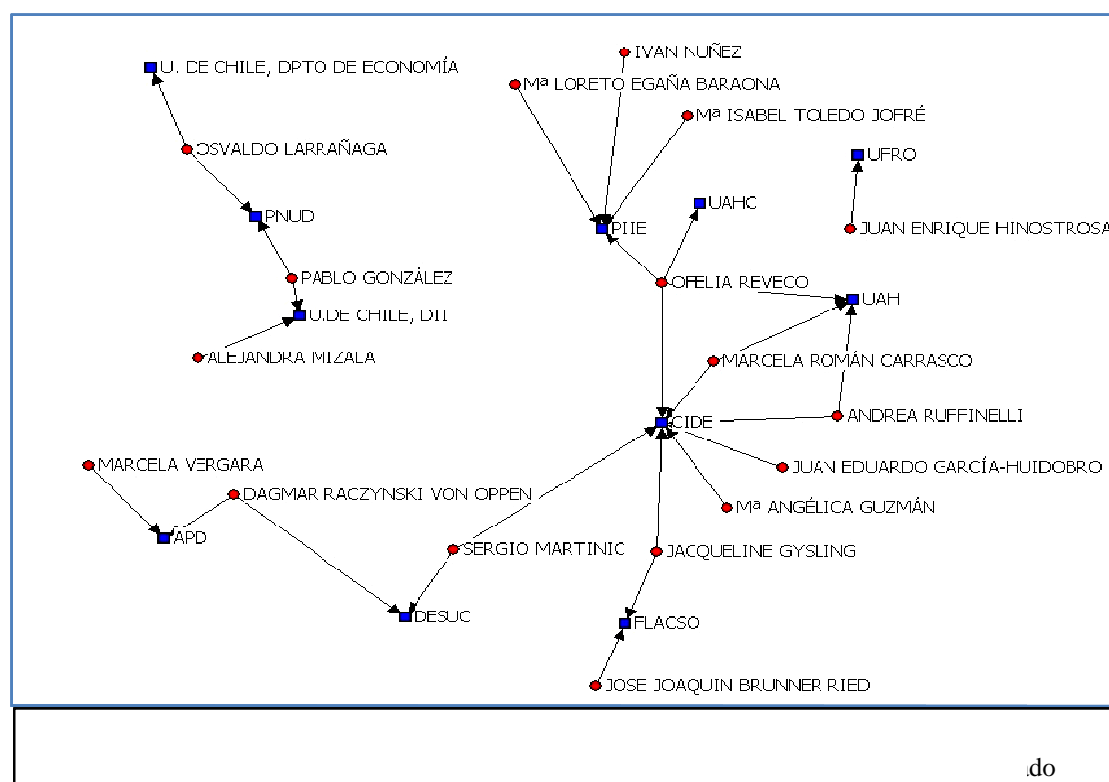 IVAN NUÑEZ
U. DE CHILE, DPTO DE ECONOMÍA
Mª LORETO EGAÑA BARAONA
Mª ISABEL TOLEDO JOFRÉ
OSVALDO LARRAÑAGA
UFRO
UAHC
PNUD
PIIE
JUAN ENRIQUE HINOSTROSA
PABLO GONZÁLEZ
OFELIA REVECO
UAH
U.DE CHILE, DII
ALEJANDRA MIZALA
MARCELA ROMÁN CARRASCO
ANDREA RUFFINELLI
CIDE
MARCELA VERGARA
JUAN EDUARDO GARCÍA-HUIDOBRO
DAGMAR RACZYNSKI VON OPPEN
Mª ANGÉLICA GUZMÁN
APD
SERGIO MARTINIC
JACQUELINE GYSLING
DESUC
FLACSO
JOSE JOAQUIN BRUNNER RIED